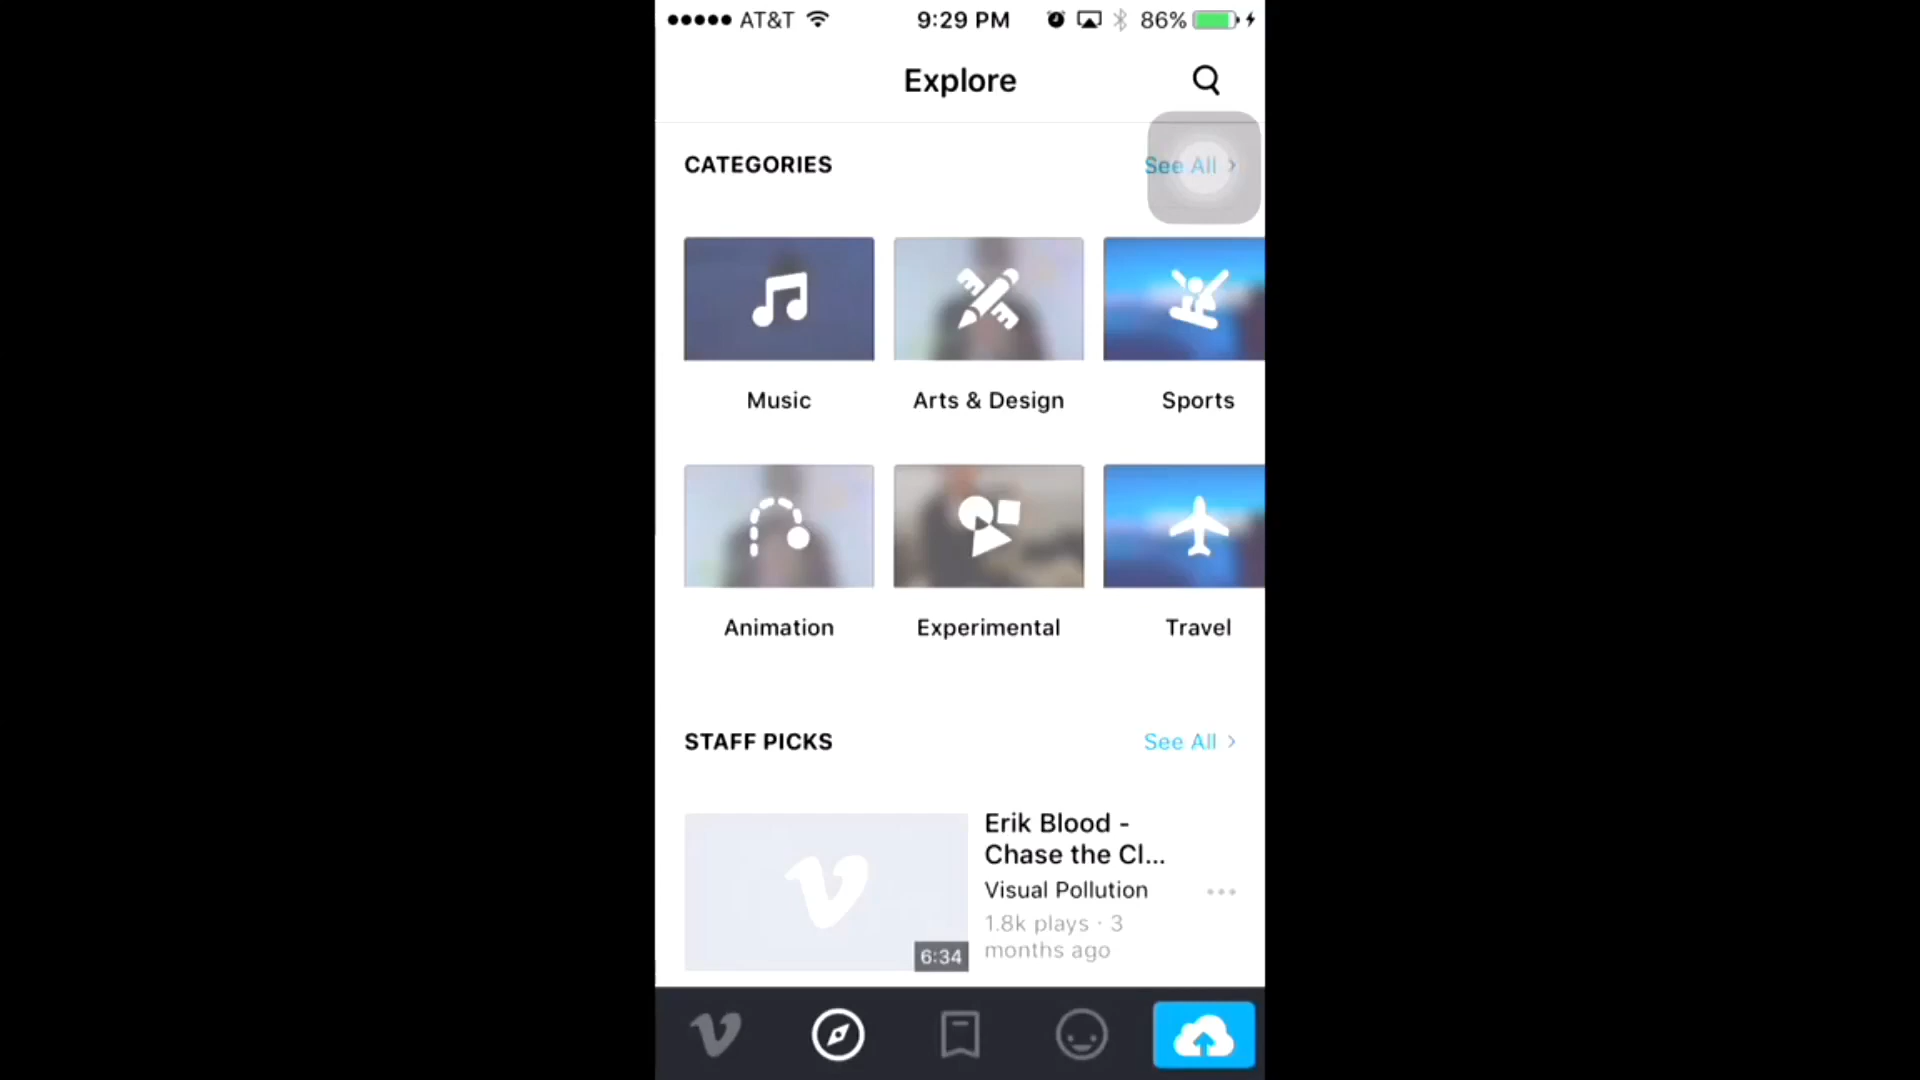 AT&T 9:29 PM 86%
Explore
CATEGORIES See All >
Music Arts & Design Sports
Animation Experimental Travel
STAFF PICKS See All >
Erik Blood -
Chase the Cl...
Visual Pollution
1.8k plays · 3
months ago
6:34